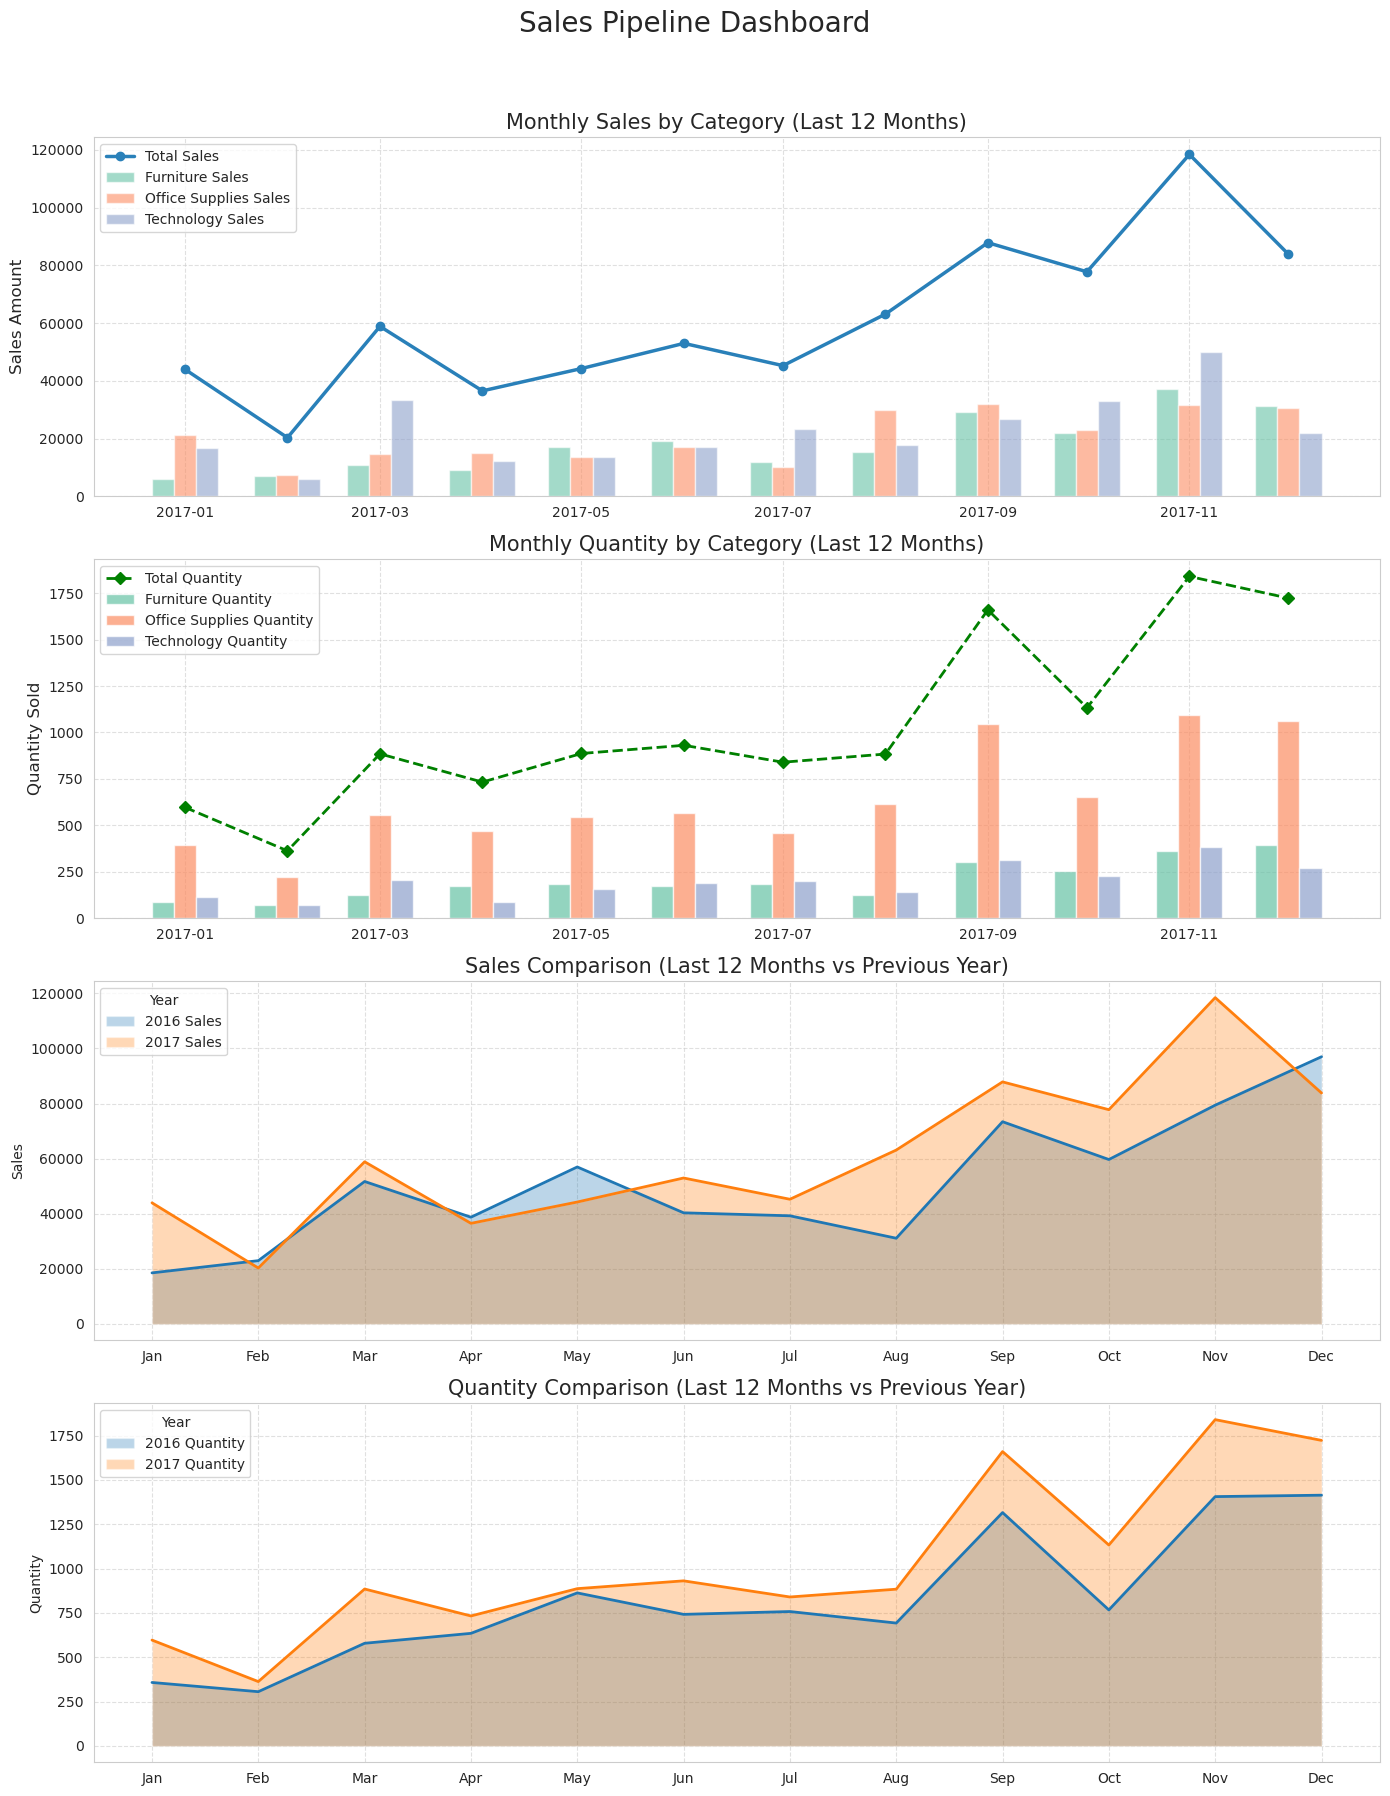 Sales Pipeline Dashboard
Monthly Sales by Category (Last 12 Months)
Total Sales
Furniture Sales
Office Supplies Sales
Technology Sales
Sales Amount
120000
100000
80000
60000
40000
20000
0
2017-01 2017-03 2017-05 2017-07 2017-09 2017-11
Monthly Quantity by Category (Last 12 Months)
Total Quantity
Furniture Quantity
Office Supplies Quantity
Technology Quantity
Quantity Sold
1750
1500
1250
1000
750
500
250
0
2017-01 2017-03 2017-05 2017-07 2017-09 2017-11
Sales Comparison (Last 12 Months vs Previous Year)
Year
2016 Sales
2017 Sales
Sales
120000
100000
80000
60000
40000
20000
0
Jan Feb Mar Apr May Jun Jul Aug Sep Oct Nov Dec
Quantity Comparison (Last 12 Months vs Previous Year)
Year
2016 Quantity
2017 Quantity
Quantity
1750
1500
1250
1000
750
500
250
0
Jan Feb Mar Apr May Jun Jul Aug Sep Oct Nov Dec